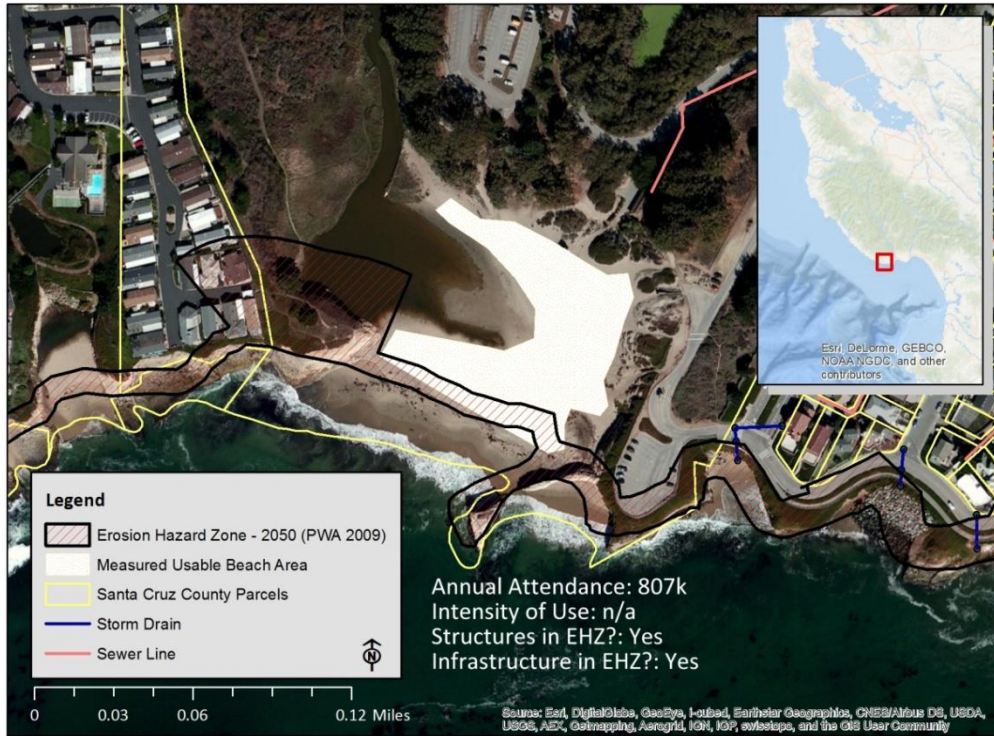 Esri, DeLorme, GEBCO,
NOAA NGDC, and other
contributors
Legend
Erosion Hazard Zone - 2050 (PWA 2009)
Measured Usable Beach Area
Santa Cruz County Parcels
Storm Drain
Sewer Line
N
0 0.03 0.06 0.12 Miles
Annual Attendance: 807k
Intensity of Use: n/a
Structures in EHZ?: Yes
Infrastructure in EHZ?: Yes
Source: Esri, DigitalGlobe, GeoEye, i-cubed, Earthstar Geographics, CNES/Airbus DS, USDA,
USGS, AEX, Getmapping, Aerogrid, IGN, IGP, swisstopo, and the GIS User Community